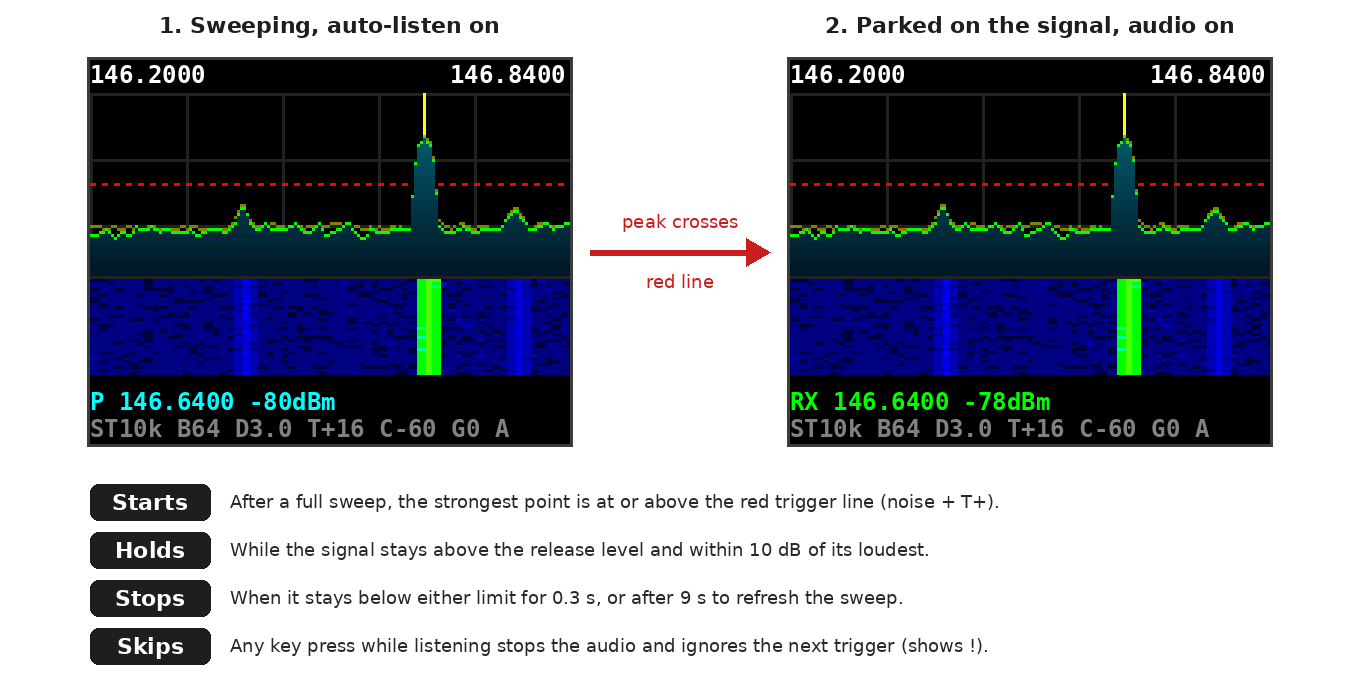 1. Sweeping, auto-listen on
2. Parked on the signal, audio on
146.2000 146.8400
146.2000 146.8400
peak crosses
red line
P 146.6400 -80dBm
ST10k B64 D3.0 T+16 C-60 G0 A
RX 146.6400 -78dBm
ST10k B64 D3.0 T+16 C-60 G0 A
Starts After a full sweep, the strongest point is at or above the red trigger line (noise + T+).
Holds While the signal stays above the release level and within 10 dB of its loudest.
Stops When it stays below either limit for 0.3 s, or after 9 s to refresh the sweep.
Skips Any key press while listening stops the audio and ignores the next trigger (shows !).